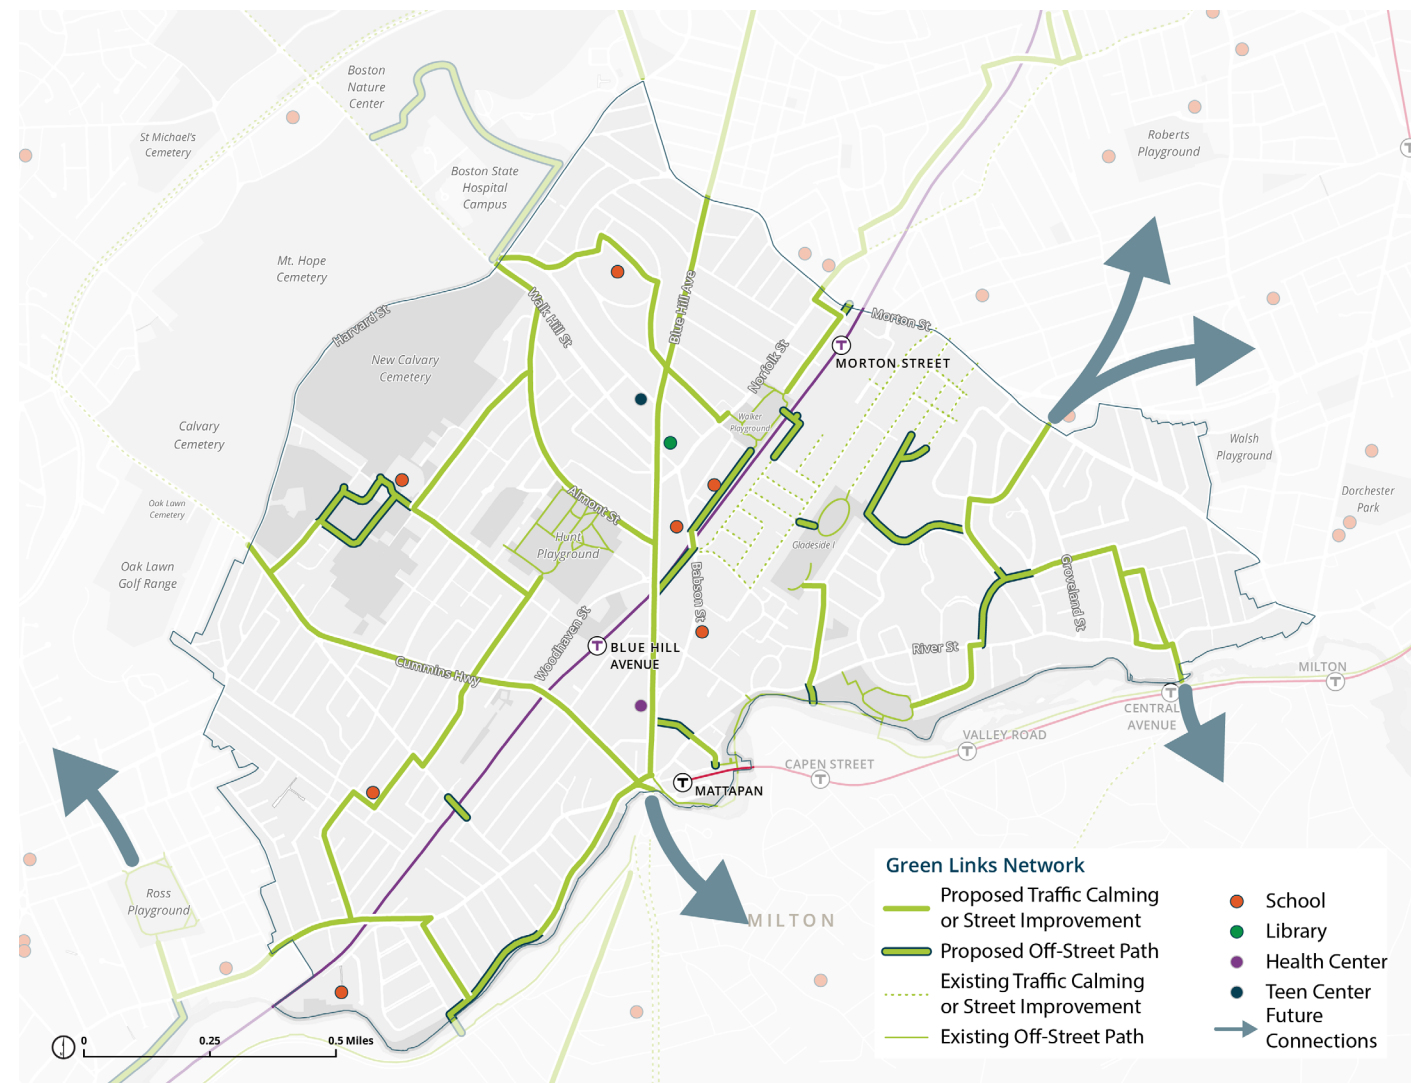 Boston
Nature
Center
St Michael's
Cemetery
Boston State
Hospital
Campus
Roberts
Playground
Mt. Hope
Cemetery
Harvard St
Walk Hill St
Blue Hill Ave
Morton St
Norfolk St
MORTON STREET
New Calvary
Cemetery
Calvary
Cemetery
Walker
Playground
Walsh
Playground
Oak Lawn
Cemetery
Dorchester
Park
Almont St
Hunt
Playground
Gladeside I
Oak Lawn
Golf Range
Babson St
Groveland St
Woodhaven St
BLUE HILL
AVENUE
River St
Cummins Hwy
MILTON
CENTRAL
AVENUE
VALLEY ROAD
CAPEN STREET
MATTAPAN
Ross
Playground
MILTON
Green Links Network
Proposed Traffic Calming
or Street Improvement
Proposed Off-Street Path
Existing Traffic Calming
or Street Improvement
Existing Off-Street Path
School
Library
Health Center
Teen Center
Future
Connections
0 0.25 0.5 Miles
T
T
T
T
T
T
T
T